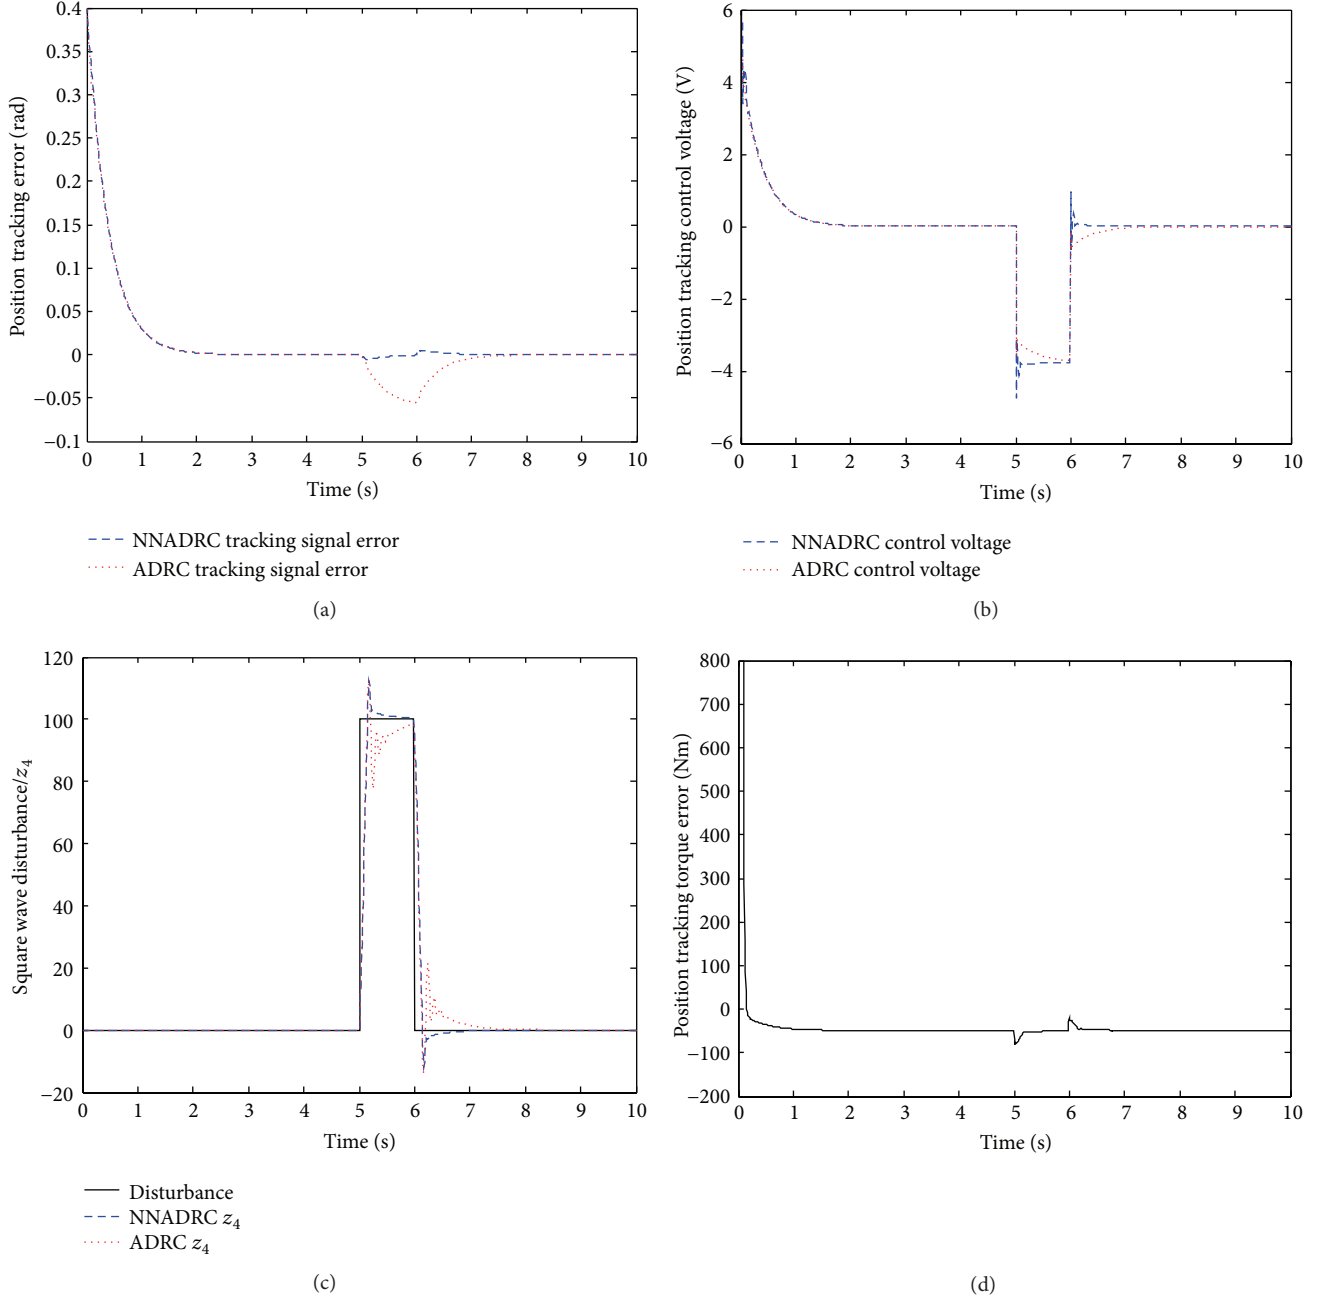 0.4
0.35
0.3
0.25
0.2
0.15
0.1
0.05
0
−0.05
−0.1
Position tracking error (rad)
0 1 2 3 4 5 6 7 8 9 10
Time (s)
NNADRC tracking signal error
ADRC tracking signal error
(a)
6
4
2
0
−2
−4
−6
Position tracking control voltage (V)
0 1 2 3 4 5 6 7 8 9 10
Time (s)
NNADRC control voltage
ADRC control voltage
(b)
120
100
80
60
40
20
0
−20
Square wave disturbance/z4
0 1 2 3 4 5 6 7 8 9 10
Time (s)
Disturbance
NNADRC z4
ADRC z4
(c)
800
700
600
500
400
300
200
100
0
−100
−200
Position tracking torque error (Nm)
0 1 2 3 4 5 6 7 8 9 10
Time (s)
(d)